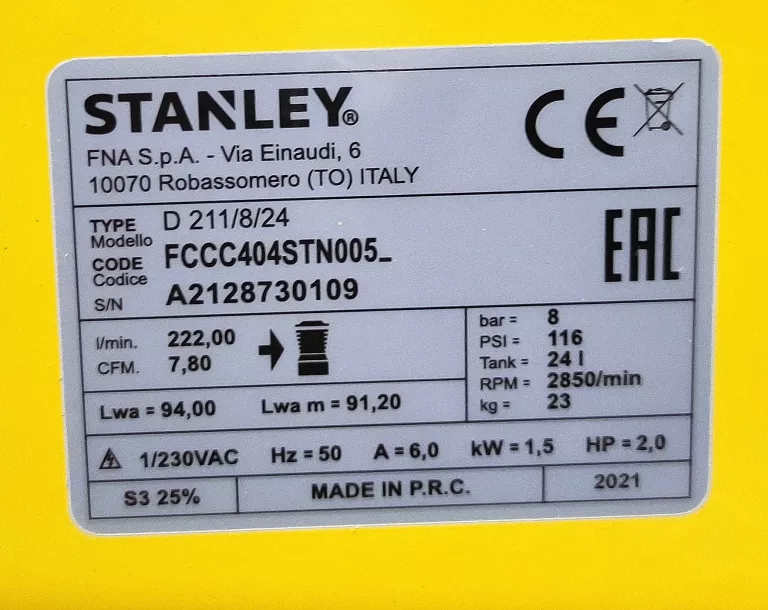 STANLEY®
FNA S.p.A. - Via Einaudi, 6
10070 Robassomero (TO) ITALY
CE
TYPE D 211/8/24
Modello
CODE FCCC404STN005_
Codice
S/N A2128730109
EAC
l/min. 222,00
CFM. 7,80
Lwa = 94,00 Lwa m = 91,20
bar = 8
PSI = 116
Tank = 24 l
RPM = 2850/min
kg = 23
1/230VAC Hz = 50 A = 6,0 kW = 1,5 HP = 2,0
S3 25% MADE IN P.R.C. 2021